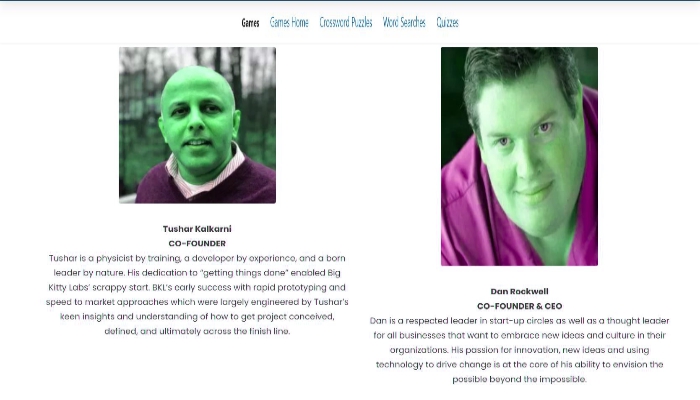 Games Games Home Crossword Puzzles Word Searches Quizzes
Tushar Kalkarni
CO-FOUNDER
Tushar is a physicist by training, a developer by experience, and a born
leader by nature. His dedication to "getting things done" enabled Big
Kitty Labs' scrappy start. BKL's early success with rapid prototyping and
speed to market approaches which were largely engineered by Tushar's
keen insights and understanding of how to get project conceived,
defined, and ultimately across the finish line.
Dan Rockwell
CO-FOUNDER & CEO
Dan is a respected leader in start-up circles as well as a thought leader
for all businesses that want to embrace new ideas and culture in their
organizations. His passion for innovation, new ideas and using
technology to drive change is at the core of his ability to envision the
possible beyond the impossible.